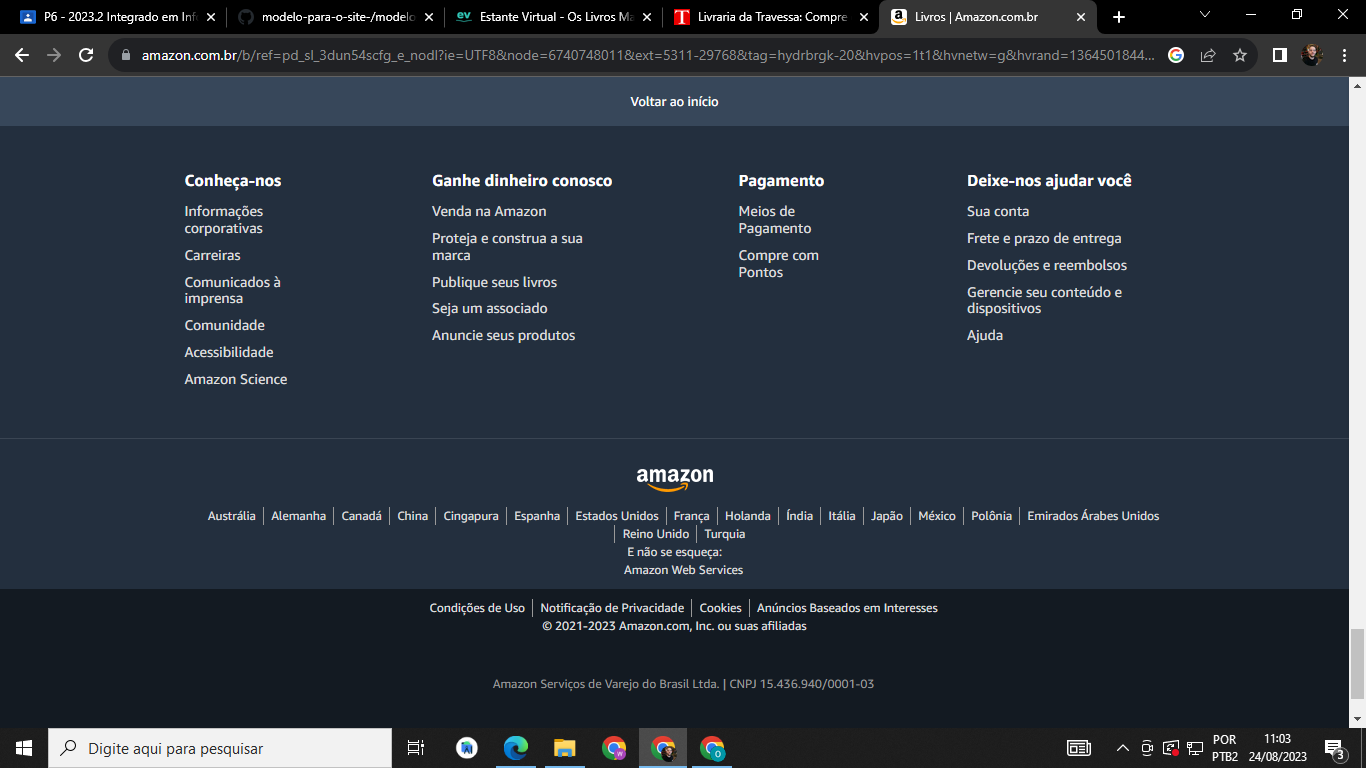 P6 - 2023.2 Integrado em Inf
modelo-para-o-site-/modelo
ev Estante Virtual - Os Livros Ma
T Livraria da Travessa: Compre
a Livros | Amazon.com.br
amazon.com.br/b/ref=pd_sl_3dun54scfg_e_nodl?ie=UTF8&node=6740748011&ext=5311-29768&tag=hydrbrgk-20&hvpos=1t1&hvnetw=g&hvrand=1364501844...
Voltar ao início
Conheça-nos
Informações
corporativas
Carreiras
Comunicados à
imprensa
Comunidade
Acessibilidade
Amazon Science
Ganhe dinheiro conosco
Venda na Amazon
Proteja e construa a sua
marca
Publique seus livros
Seja um associado
Anuncie seus produtos
Pagamento
Meios de
Pagamento
Compre com
Pontos
Deixe-nos ajudar você
Sua conta
Frete e prazo de entrega
Devoluções e reembolsos
Gerencie seu conteúdo e
dispositivos
Ajuda
amazon
Austrália Alemanha Canadá China Cingapura Espanha Estados Unidos França Holanda Índia Itália Japão México Polônia Emirados Árabes Unidos
Reino Unido Turquia
E não se esqueça:
Amazon Web Services
Condições de Uso Notificação de Privacidade Cookies Anúncios Baseados em Interesses
© 2021-2023 Amazon.com, Inc. ou suas afiliadas
Amazon Serviços de Varejo do Brasil Ltda. | CNPJ 15.436.940/0001-03
Digite aqui para pesquisar
POR
PTB2
11:03
24/08/2023
3